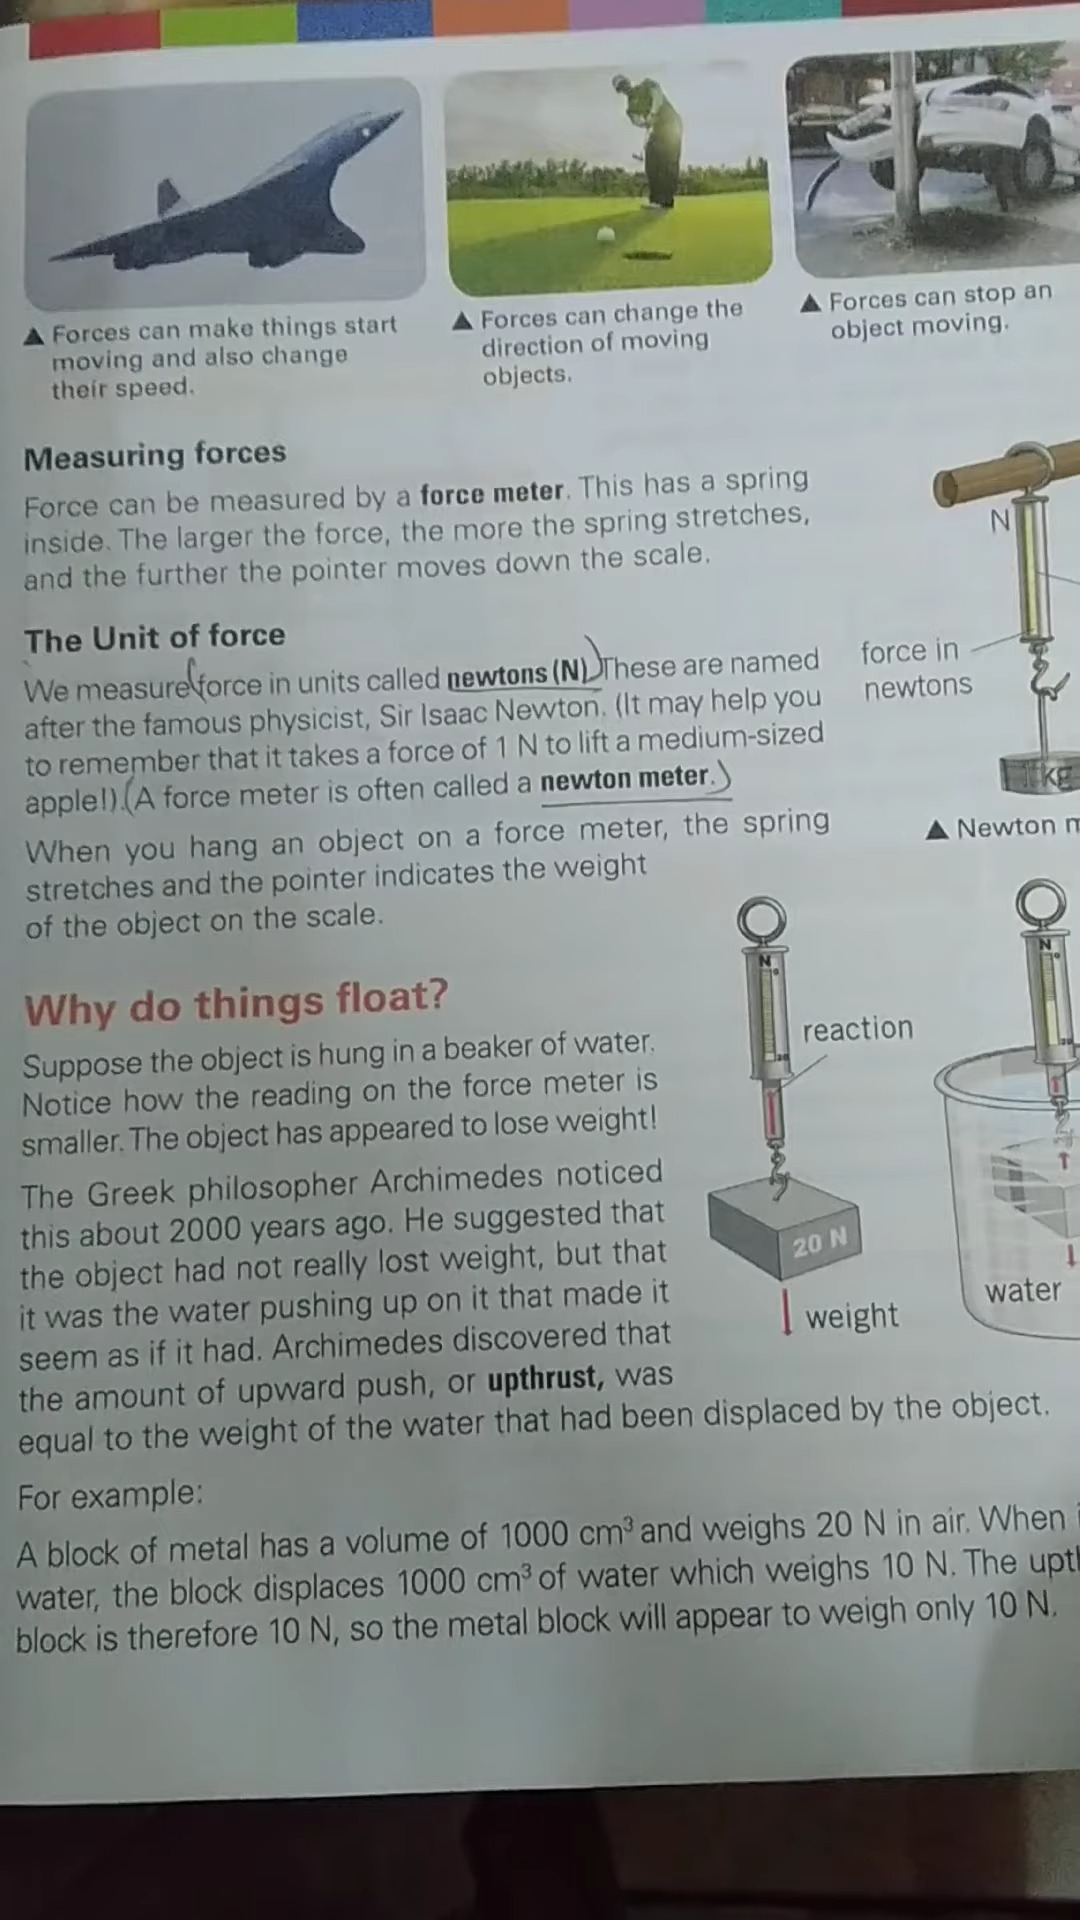 ▲ Forces can make things start
moving and also change
their speed.
▲ Forces can change the
direction of moving
objects.
▲ Forces can stop an
object moving.
Measuring forces
Force can be measured by a force meter. This has a spring
inside. The larger the force, the more the spring stretches,
and the further the pointer moves down the scale.
The Unit of force
We measure force in units called newtons (N). These are named
after the famous physicist, Sir Isaac Newton. (It may help you
to remember that it takes a force of 1 N to lift a medium-sized
apple!). A force meter is often called a newton meter.
When you hang an object on a force meter, the spring
stretches and the pointer indicates the weight
of the object on the scale.
N
force in
newtons
1 KG
▲ Newton
Why do things float?
Suppose the object is hung in a beaker of water.
Notice how the reading on the force meter is
smaller. The object has appeared to lose weight!
The Greek philosopher Archimedes noticed
this about 2000 years ago. He suggested that
the object had not really lost weight, but that
it was the water pushing up on it that made it
seem as if it had. Archimedes discovered that
the amount of upward push, or upthrust, was
equal to the weight of the water that had been displaced by the object.
N
reaction
20 N
weight
N
water
For example:
A block of metal has a volume of 1000 cm³ and weighs 20 N in air. When
water, the block displaces 1000 cm³ of water which weighs 10 N. The
block is therefore 10 N, so the metal block will appear to weigh only 10 N.